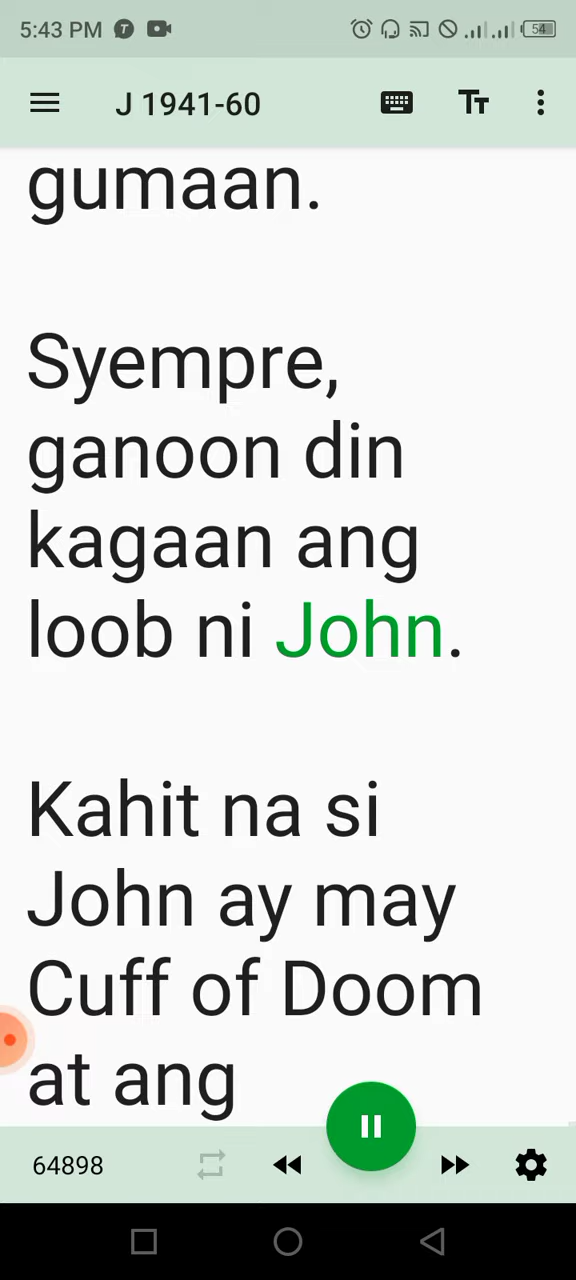 5:43 PM
54
J 1941-60
gumaan.
Syempre,
ganoon din
kagaan ang
loob ni John.
Kahit na si
John ay may
Cuff of Doom
at ang
64898